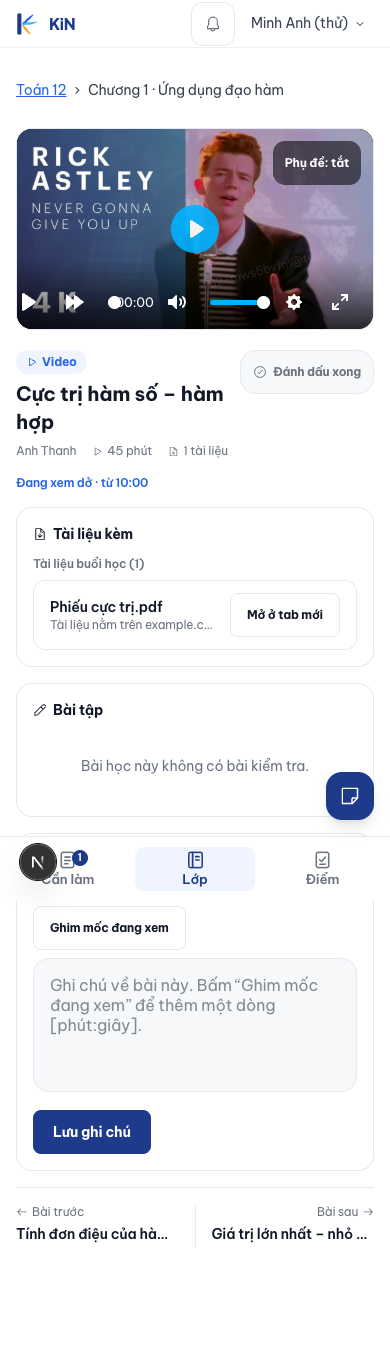 KiN
Minh Anh (thử)
Toán 12 › Chương 1 · Ứng dụng đạo hàm
RICK
ASTLEY
NEVER GONNA
GIVE YOU UP
Phụ đề: tắt
4K
00:00
Video
Đánh dấu xong
Cực trị hàm số – hàm
hợp
Anh Thanh
45 phút
1 tài liệu
Đang xem dở · từ 10:00
Tài liệu kèm
Tài liệu buổi học (1)
Phiếu cực trị.pdf
Tài liệu nằm trên example.c...
Mở ở tab mới
Bài tập
Bài học này không có bài kiểm tra.
1
N
Cần làm
Lớp
Điểm
Ghim mốc đang xem
Ghi chú về bài này. Bấm “Ghim mốc
đang xem” để thêm một dòng
[phút:giây].
Lưu ghi chú
← Bài trước
Tính đơn điệu của hà...
Bài sau →
Giá trị lớn nhất – nhỏ ...